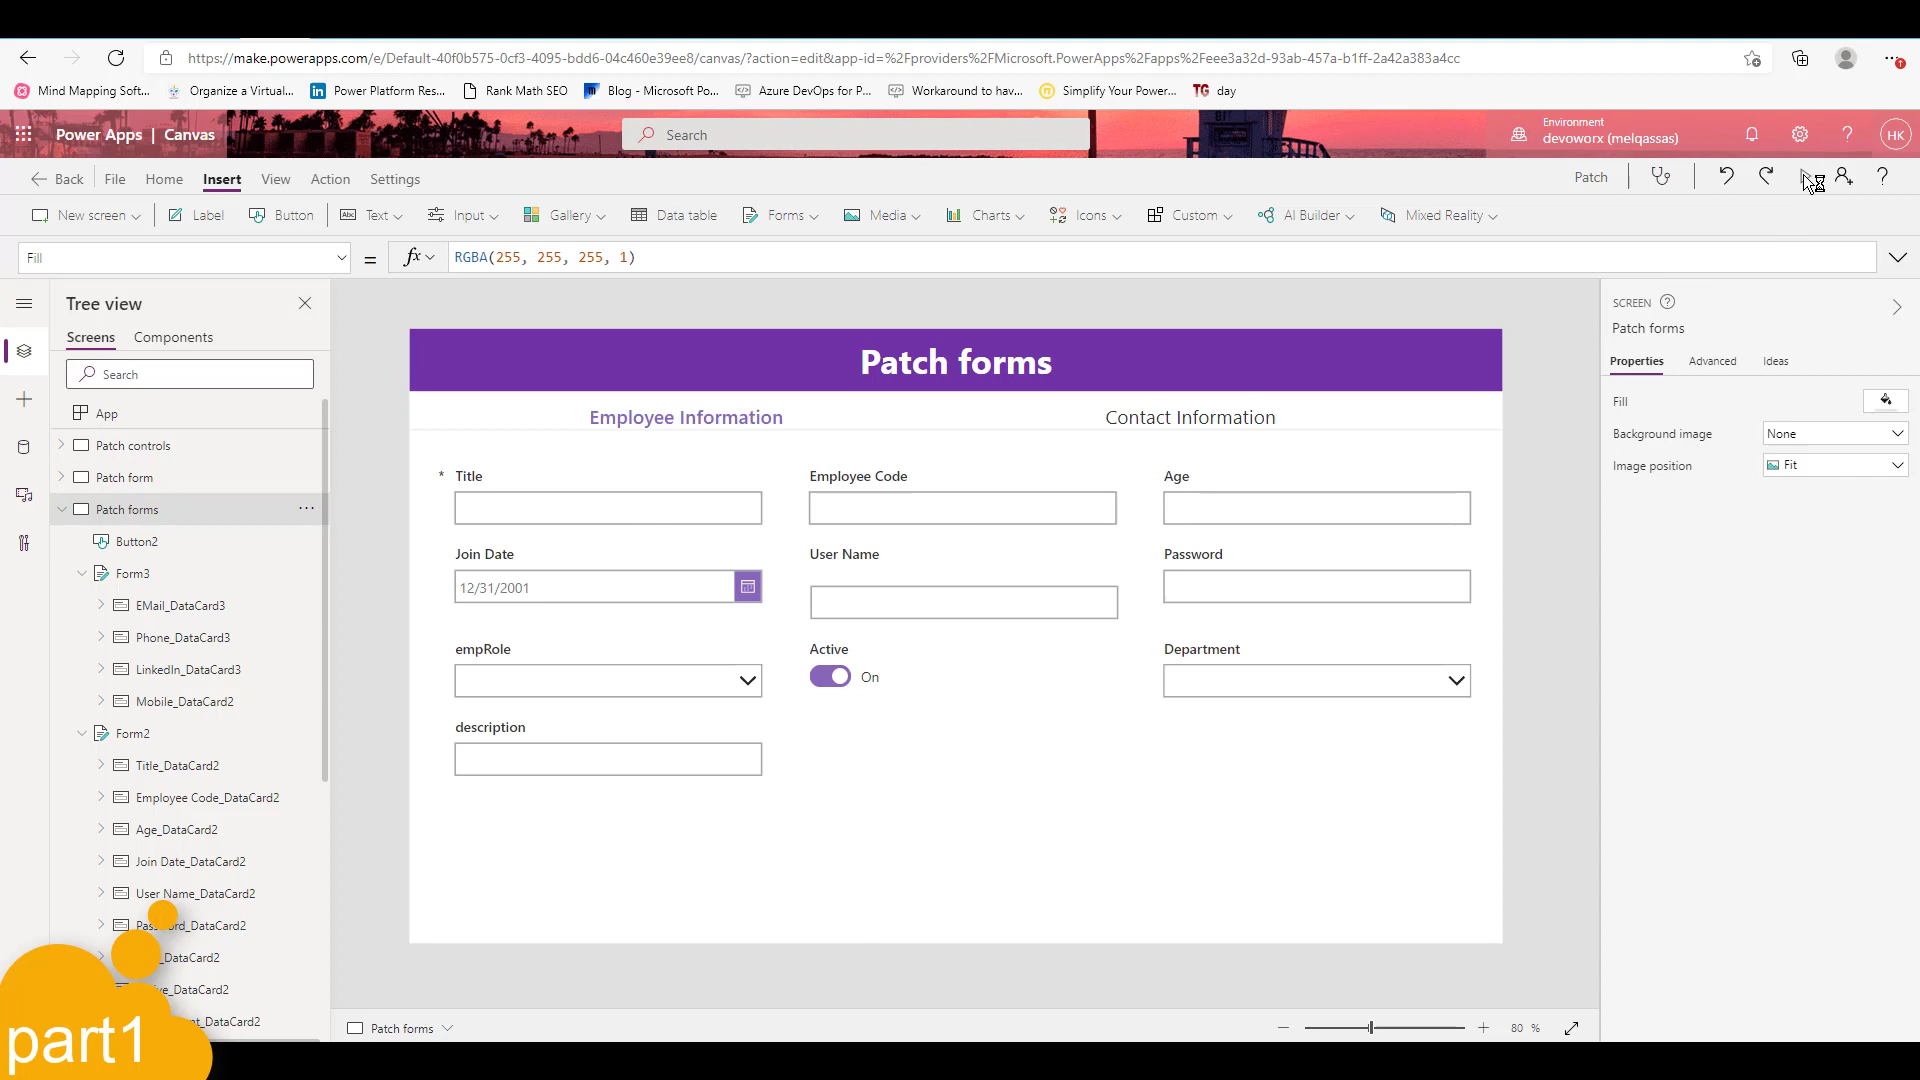 https://make.powerapps.com/e/Default-40f0b575-0cf3-4095-bdd6-04c460e39ee8/canvas/?action=edit&app-id=%2Fproviders%2FMicrosoft.PowerApps%2Fapps%2Feee3a32d-93ab-457a-b1ff-2a42a383a4cc
Mind Mapping Soft... Organize a Virtual... Power Platform Res... Rank Math SEO Blog - Microsoft Po... Azure DevOps for P... Workaround to hav... Simplify Your Power... TG day
Power Apps | Canvas Search Environment
devoworx (melqassas) HK
Back File Home Insert View Action Settings Patch
New screen Label Button Abc Text Input Gallery Data table Forms Media Charts Icons Custom AI Builder Mixed Reality
Fill = fx RGBA(255, 255, 255, 1)
Tree view
Screens Components
Search
App
Patch controls
Patch form
Patch forms ...
Button2
Form3
EMail_DataCard3
Phone_DataCard3
LinkedIn_DataCard3
Mobile_DataCard2
Form2
Title_DataCard2
Employee Code_DataCard2
Age_DataCard2
Join Date_DataCard2
User Name_DataCard2
_DataCard2
_DataCard2
_DataCard2
_DataCard2
Patch forms
Employee Information Contact Information
* Title Employee Code Age
Join Date User Name Password
12/31/2001
empRole Active Department
On
description
SCREEN
Patch forms
Properties Advanced Ideas
Fill
Background image None
Image position Fit
Patch forms 80 %
part1